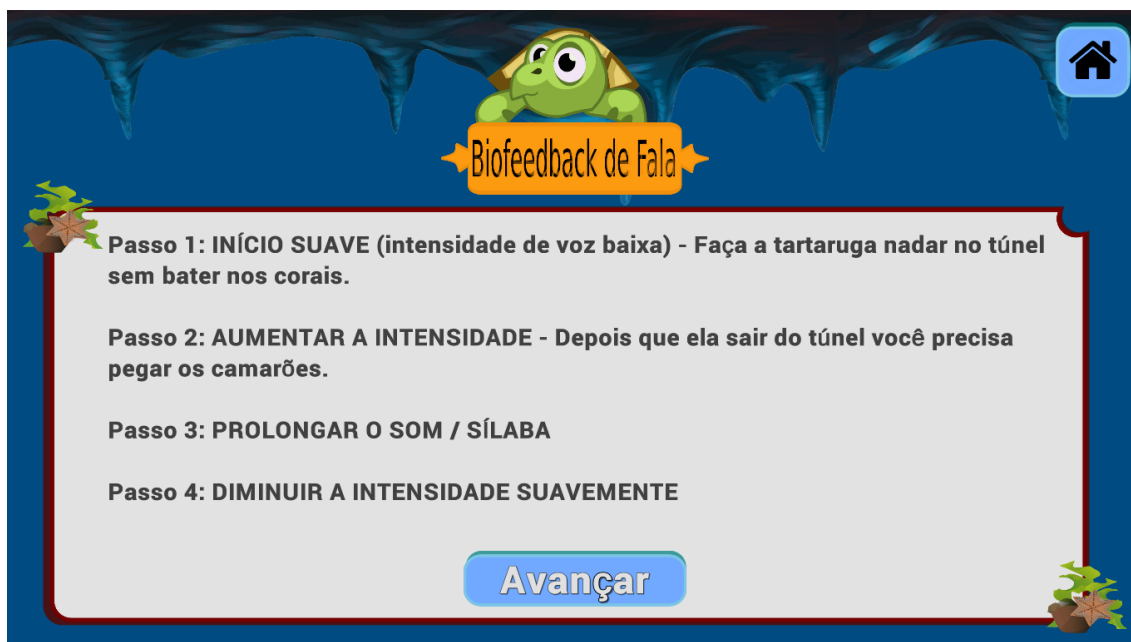 Biofeedback de Fala
Passo 1: INÍCIO SUAVE (intensidade de voz baixa) - Faça a tartaruga nadar no túnel
sem bater nos corais.
Passo 2: AUMENTAR A INTENSIDADE - Depois que ela sair do túnel você precisa
pegar os camarões.
Passo 3: PROLONGAR O SOM / SÍLABA
Passo 4: DIMINUIR A INTENSIDADE SUAVEMENTE
Avançar